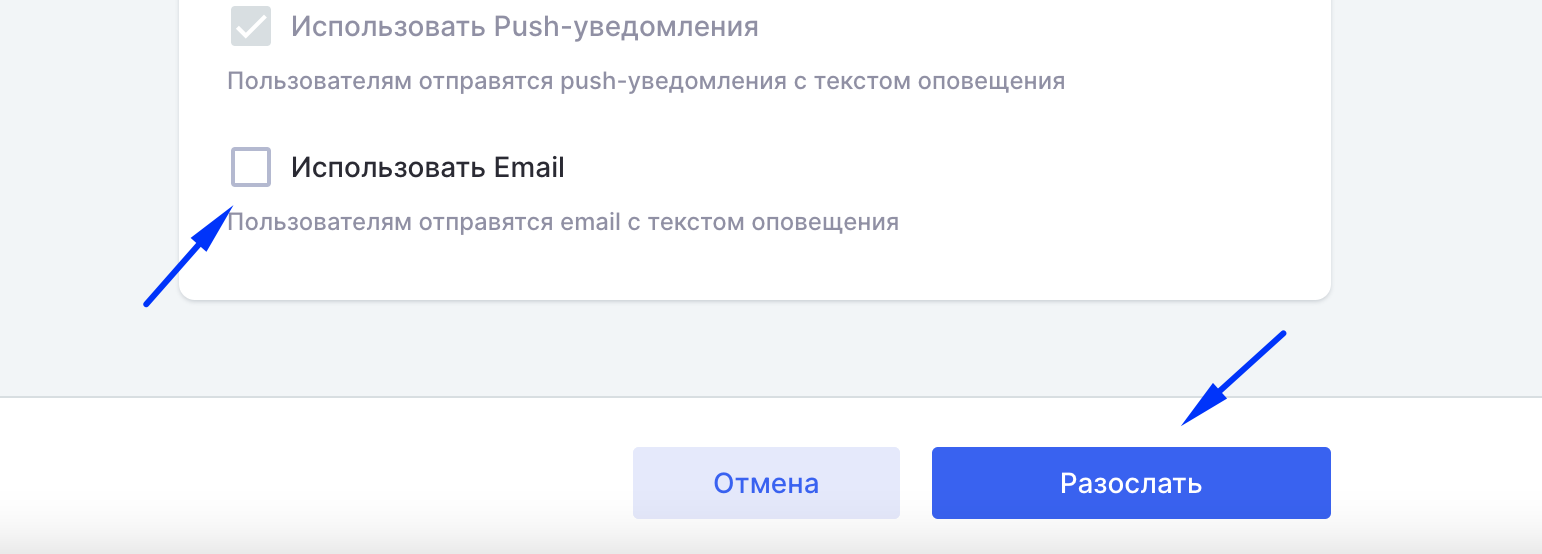 Использовать Push-уведомления
Пользователям отправятся push-уведомления с текстом оповещения
Использовать Email
Пользователям отправятся email с текстом оповещения
Отмена
Разослать